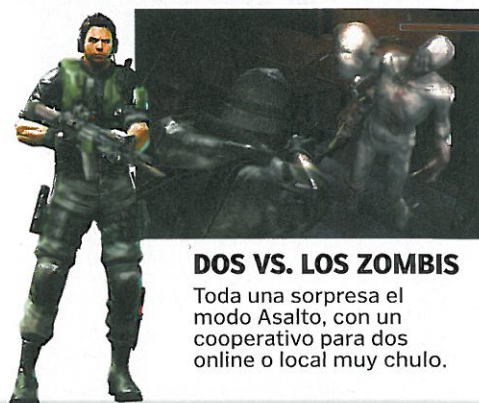 DOS VS. LOS ZOMBIS
Toda una sorpresa el
modo Asalto, con un
cooperativo para dos
online o local muy chulo.